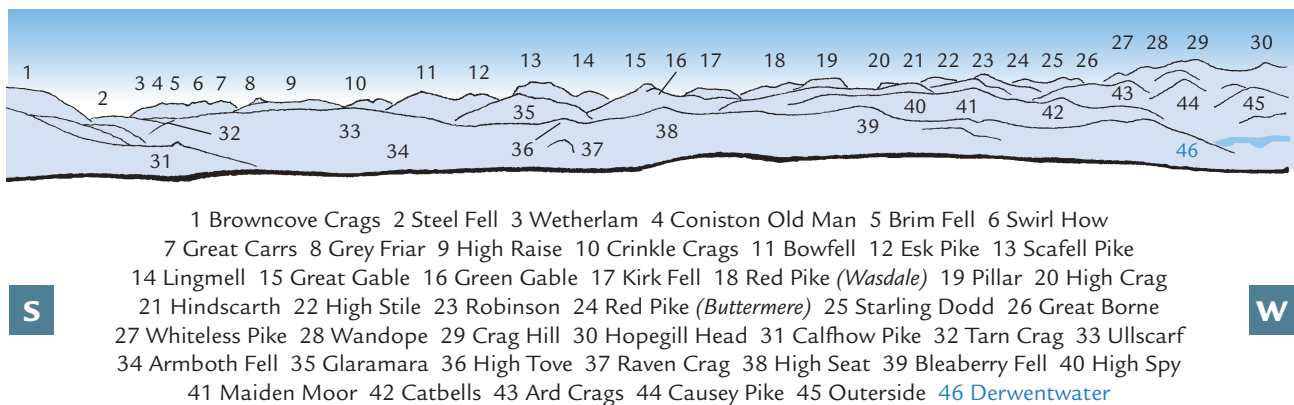 27 28 29 30
1 3 4 5 6 7 8 9 10 11 12 13 14 15 16 17 18 19 20 21 22 23 24 25 26
2 35 43 44 45
32 33 36 37 38 39 40 41 42
31 34 46
1 Browncove Crags 2 Steel Fell 3 Wetherlam 4 Coniston Old Man 5 Brim Fell 6 Swirl How
7 Great Carrs 8 Grey Friar 9 High Raise 10 Crinkle Crags 11 Bowfell 12 Esk Pike 13 Scafell Pike
14 Lingmell 15 Great Gable 16 Green Gable 17 Kirk Fell 18 Red Pike (Wasdale) 19 Pillar 20 High Crag
S
21 Hindscarth 22 High Stile 23 Robinson 24 Red Pike (Buttermere) 25 Starling Dodd 26 Great Borne
W
27 Whiteless Pike 28 Wandope 29 Crag Hill 30 Hopegill Head 31 Calfhow Pike 32 Tarn Crag 33 Ullscarf
34 Armboth Fell 35 Glaramara 36 High Tove 37 Raven Crag 38 High Seat 39 Bleaberry Fell 40 High Spy
41 Maiden Moor 42 Catbells 43 Ard Crags 44 Causey Pike 45 Outerside 46 Derwentwater